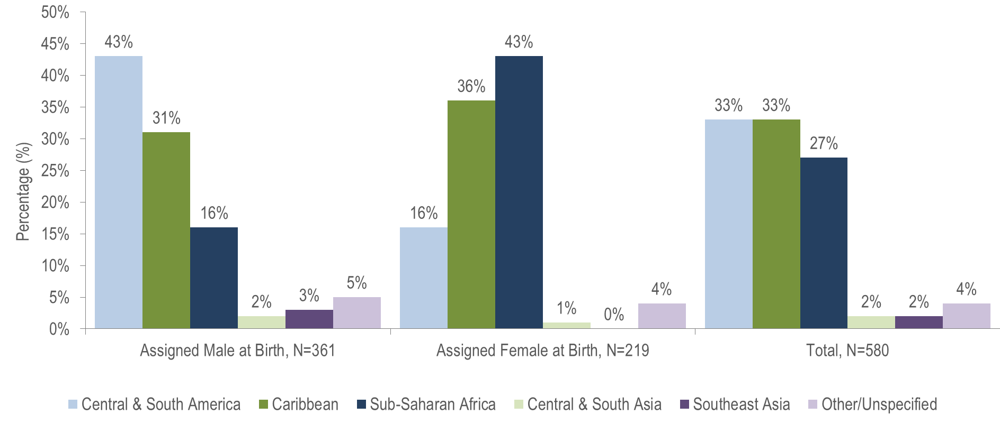 50%
45%
40%
35%
30%
25%
20%
15%
10%
5%
0%
Percentage (%)
43%
31%
16%
2%
3%
5%
16%
36%
43%
1%
0%
4%
33%
33%
27%
2%
2%
4%
Assigned Male at Birth, N=361
Assigned Female at Birth, N=219
Total, N=580
Central & South America
Caribbean
Sub-Saharan Africa
Central & South Asia
Southeast Asia
Other/Unspecified